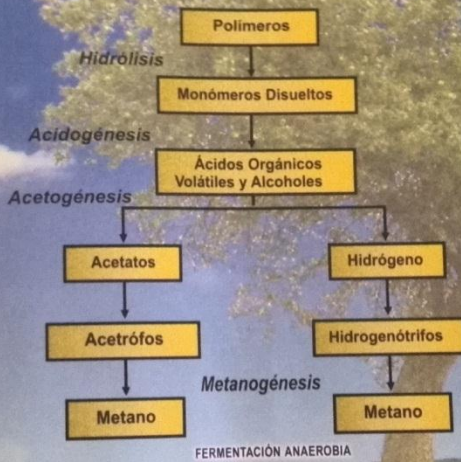 Polímeros
Hidrólisis
Monómeros Disueltos
Acidogénesis
Ácidos Orgánicos
Volátiles y Alcoholes
Acetogénesis
Acetatos
Hidrógeno
Acetrófos
Hidrogenótrifos
Metanogénesis
Metano
Metano
FERMENTACIÓN ANAEROBIA